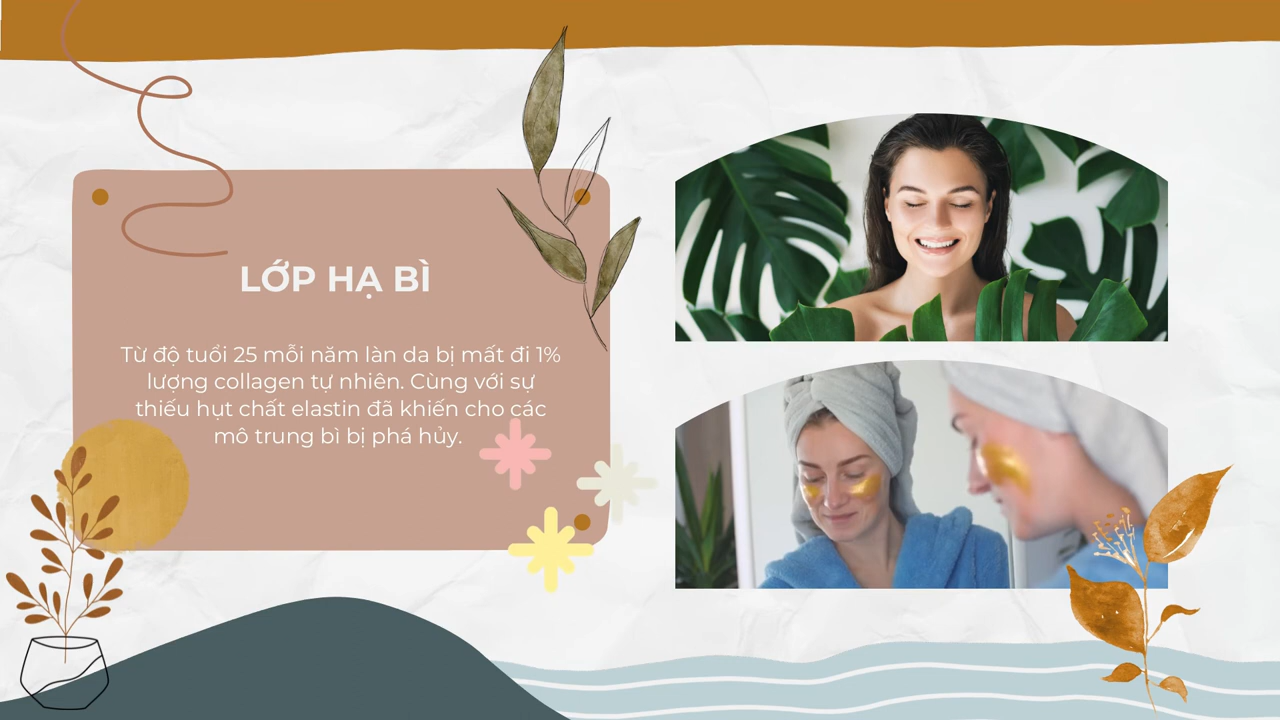 LỚP HẠ BÌ
Từ độ tuổi 25 mỗi năm làn da bị mất đi 1%
lượng collagen tự nhiên. Cùng với sự
thiếu hụt chất elastin đã khiến cho các
mô trung bì bị phá hủy.